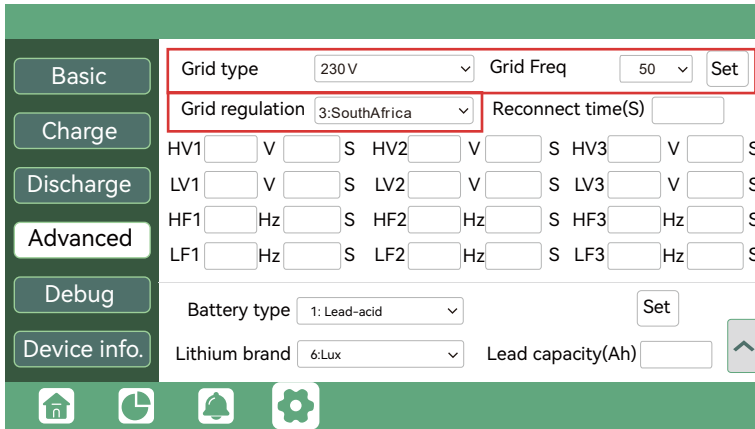 Basic
Charge
Discharge
Advanced
Debug
Device info.
Grid type 230V Grid Freq 50 Set
Grid regulation 3:SouthAfrica Reconnect time(S)
HV1 V S HV2 V S HV3 V S
LV1 V S LV2 V S LV3 V S
HF1 Hz S HF2 Hz S HF3 Hz S
LF1 Hz S LF2 Hz S LF3 Hz S
Battery type 1: Lead-acid Set
Lithium brand 6:Lux Lead capacity(Ah)